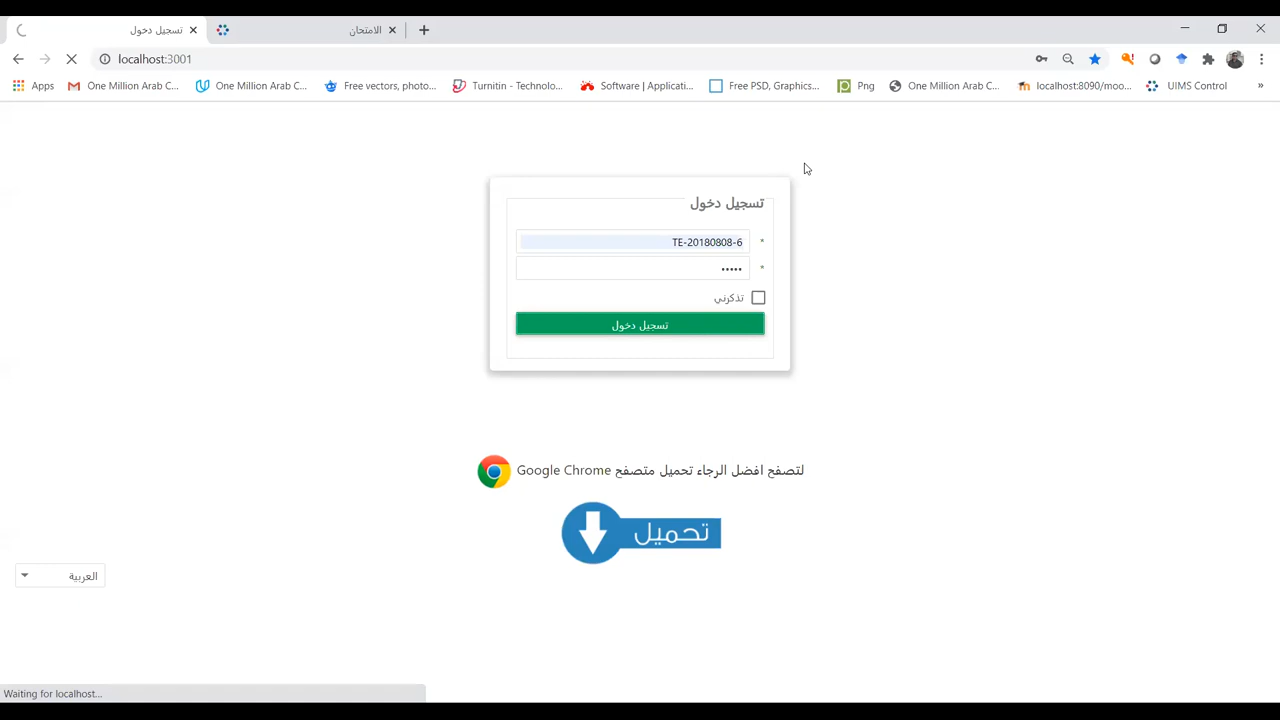 تسجيل دخول
الامتحان
localhost:3001
Apps
One Million Arab C...
One Million Arab C...
Free vectors, photo...
Turnitin - Technolo...
Software | Applicati...
Free PSD, Graphics...
Png
One Million Arab C...
localhost:8090/moo...
UIMS Control
»
تسجيل دخول
TE-20180808-6
*
•••••
*
تذكرني
تسجيل دخول
لتصفح افضل الرجاء تحميل متصفح Google Chrome
تحميل
العربية
Waiting for localhost...